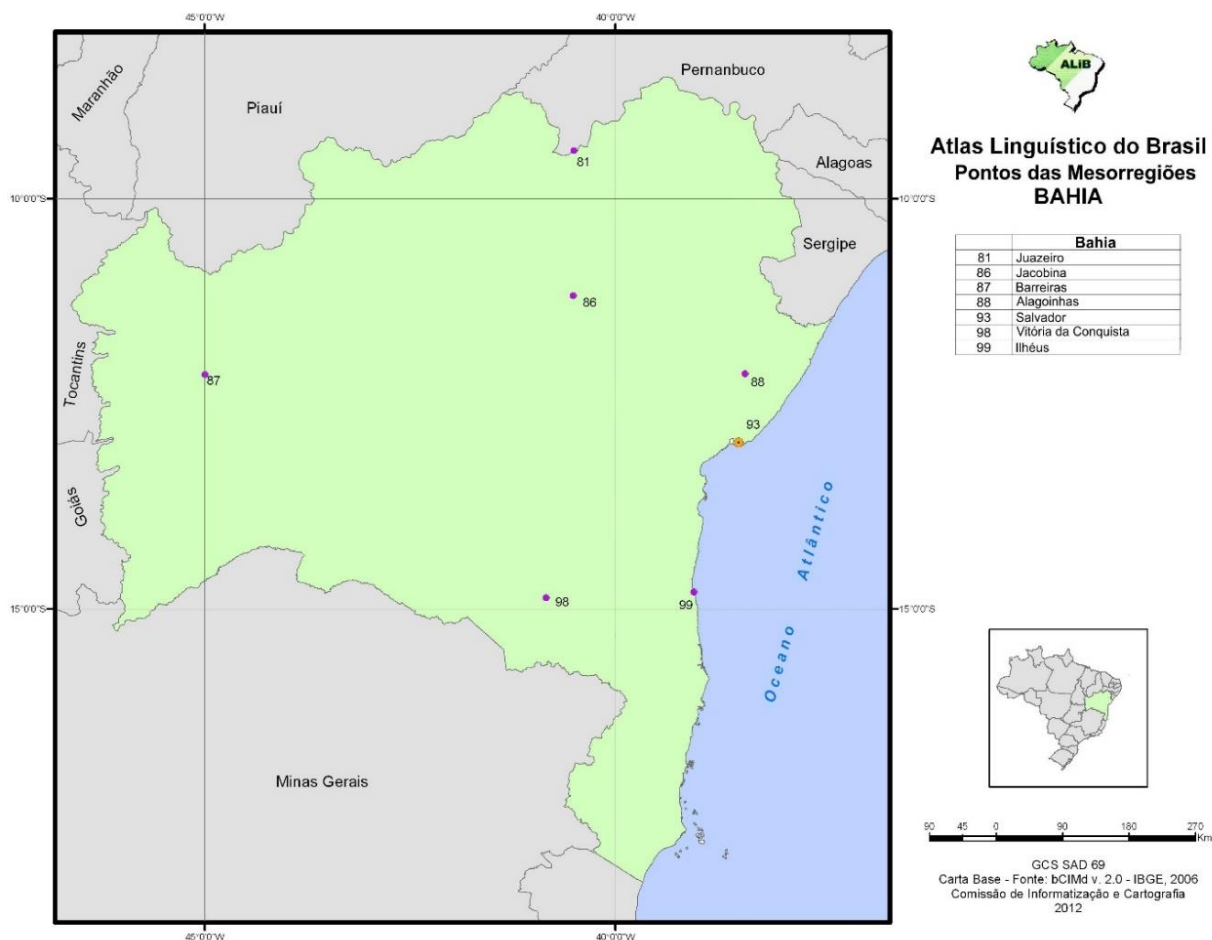 45°0'0"W
40°0'0"W
Maranhão
Piauí
Pernanbuco
Alagoas
Sergipe
10°0'0"S
10°0'0"S
81
86
87
88
93
Tocantins
Goiás
98
99
15°0'0"S
15°0'0"S
Oceano Atlântico
Minas Gerais
45°0'0"W
40°0'0"W
ALiB
Atlas Linguístico do Brasil
Pontos das Mesorregiões
BAHIA
Bahia
81 Juazeiro
86 Jacobina
87 Barreiras
88 Alagoinhas
93 Salvador
98 Vitória da Conquista
99 Ilhéus
90 45 0 90 180 270
Km
GCS SAD 69
Carta Base - Fonte: bCIMd v. 2.0 - IBGE, 2006
Comissão de Informatização e Cartografia
2012